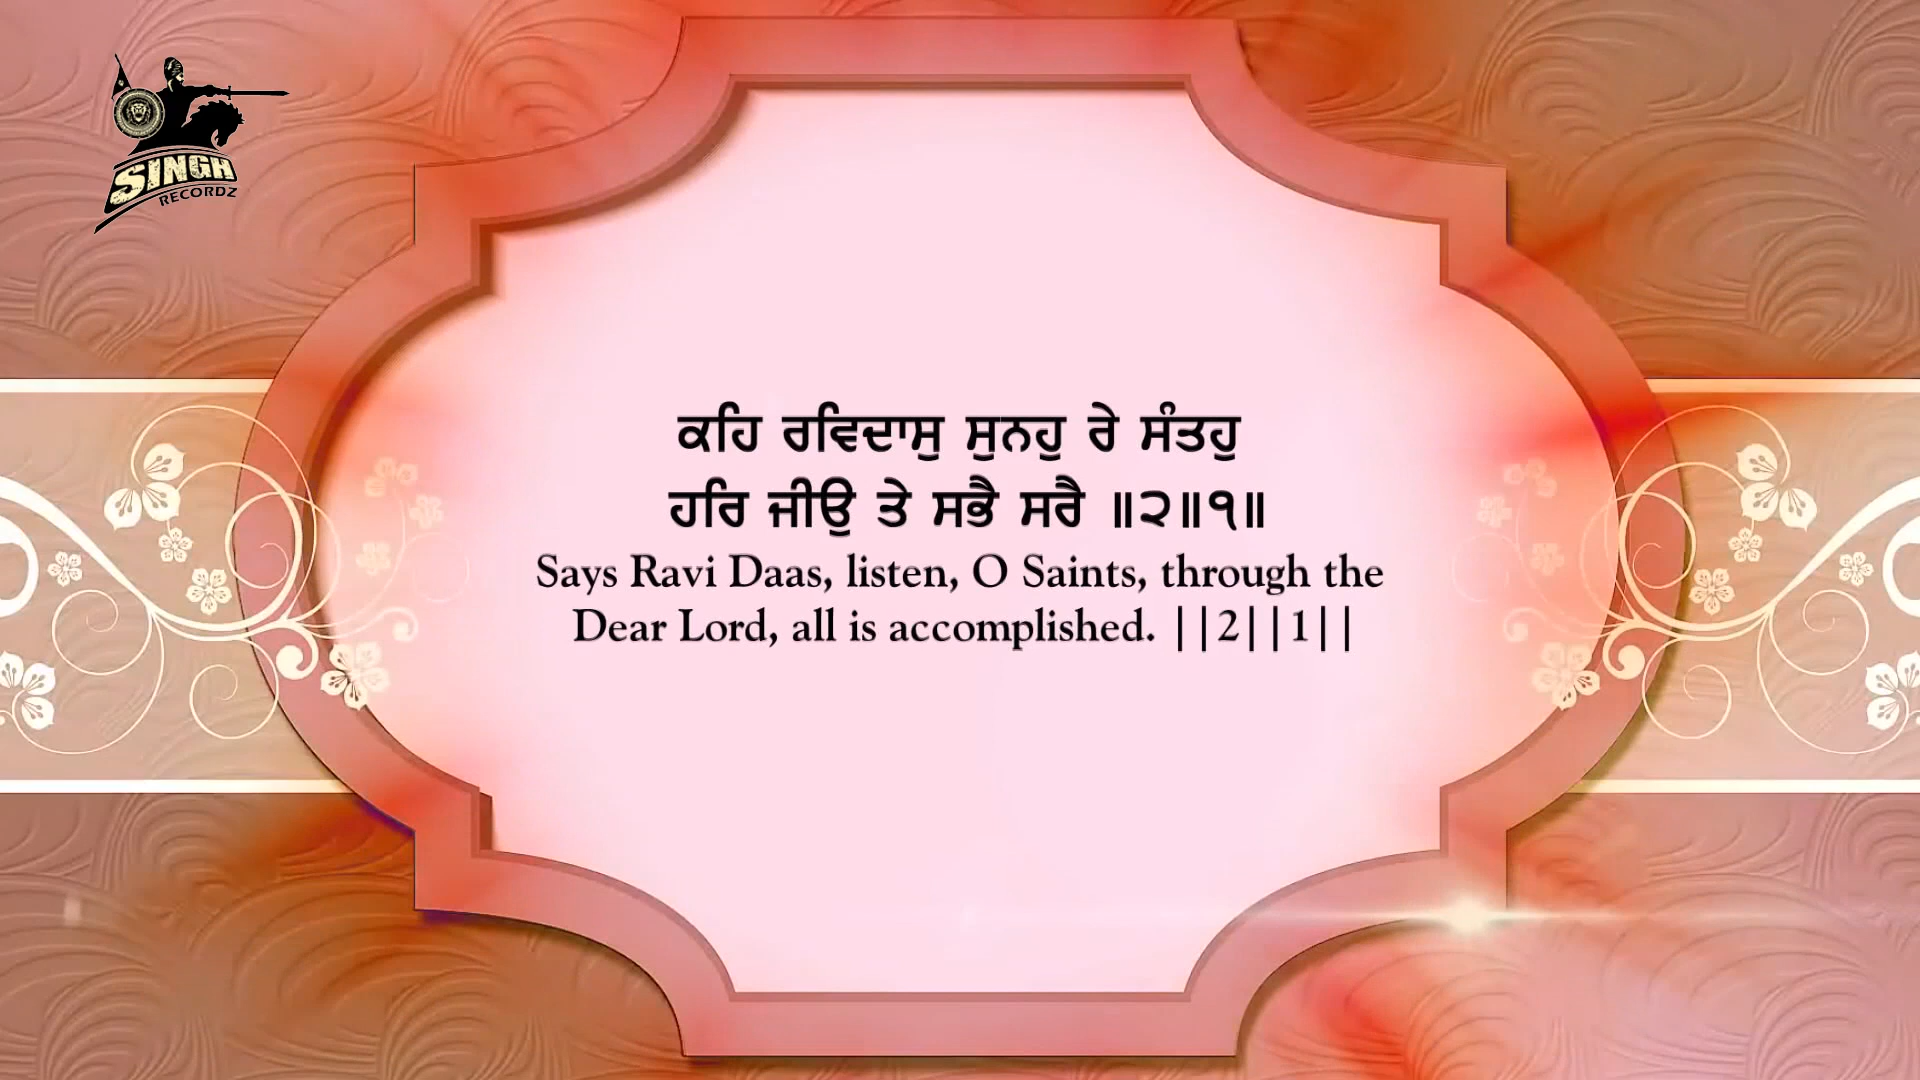 SINGH
RECORDZ
ਕਹਿ ਰਵਿਦਾਸੁ ਸੁਨਹੁ ਰੇ ਸੰਤਹੁ
ਹਰਿ ਜੀਉ ਤੇ ਸਭੈ ਸਰੈ ॥੨॥੧॥
Says Ravi Daas, listen, O Saints, through the
Dear Lord, all is accomplished. ||2||1||